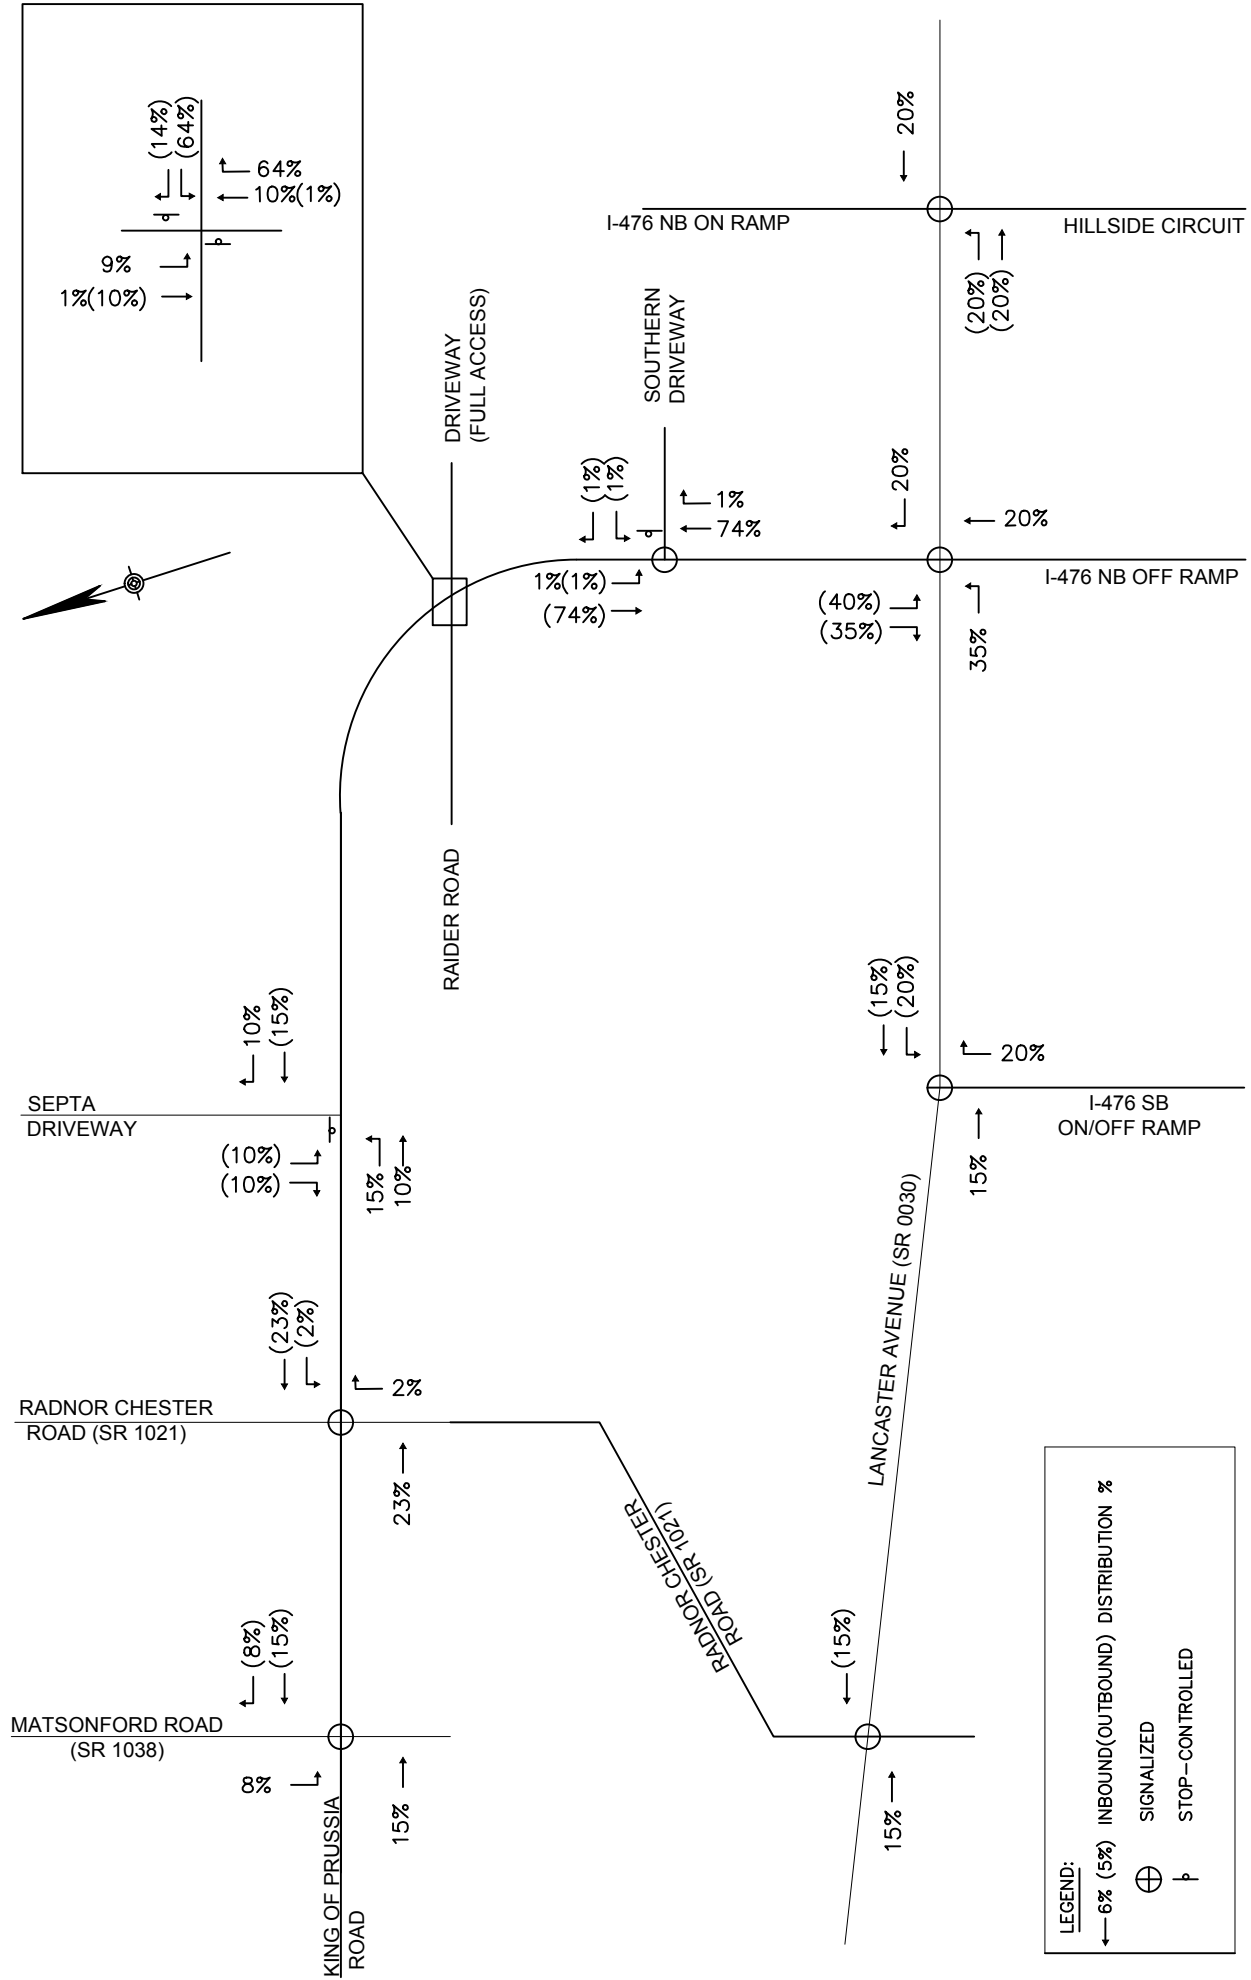 (14%)
(64%)
64%
10%(1%)
9%
1%(10%)
20%
I-476 NB ON RAMP
HILLSIDE CIRCUIT
(20%)
(20%)
DRIVEWAY
(FULL ACCESS)
SOUTHERN
DRIVEWAY
(1%)
(1%)
1%
74%
1%(1%)
(74%)
20%
20%
I-476 NB OFF RAMP
(40%)
(35%)
35%
RAIDER ROAD
10%
(15%)
SEPTA
DRIVEWAY
(10%)
(10%)
15%
10%
(15%)
(20%)
20%
I-476 SB
ON/OFF RAMP
15%
LANCASTER AVENUE (SR 0030)
(23%)
(2%)
2%
RADNOR CHESTER
ROAD (SR 1021)
23%
RADNOR CHESTER
ROAD (SR 1021)
(8%)
(15%)
MATSONFORD ROAD
(SR 1038)
8%
15%
KING OF PRUSSIA
ROAD
(15%)
15%
LEGEND:
6% (5%) INBOUND(OUTBOUND) DISTRIBUTION %
SIGNALIZED
STOP-CONTROLLED